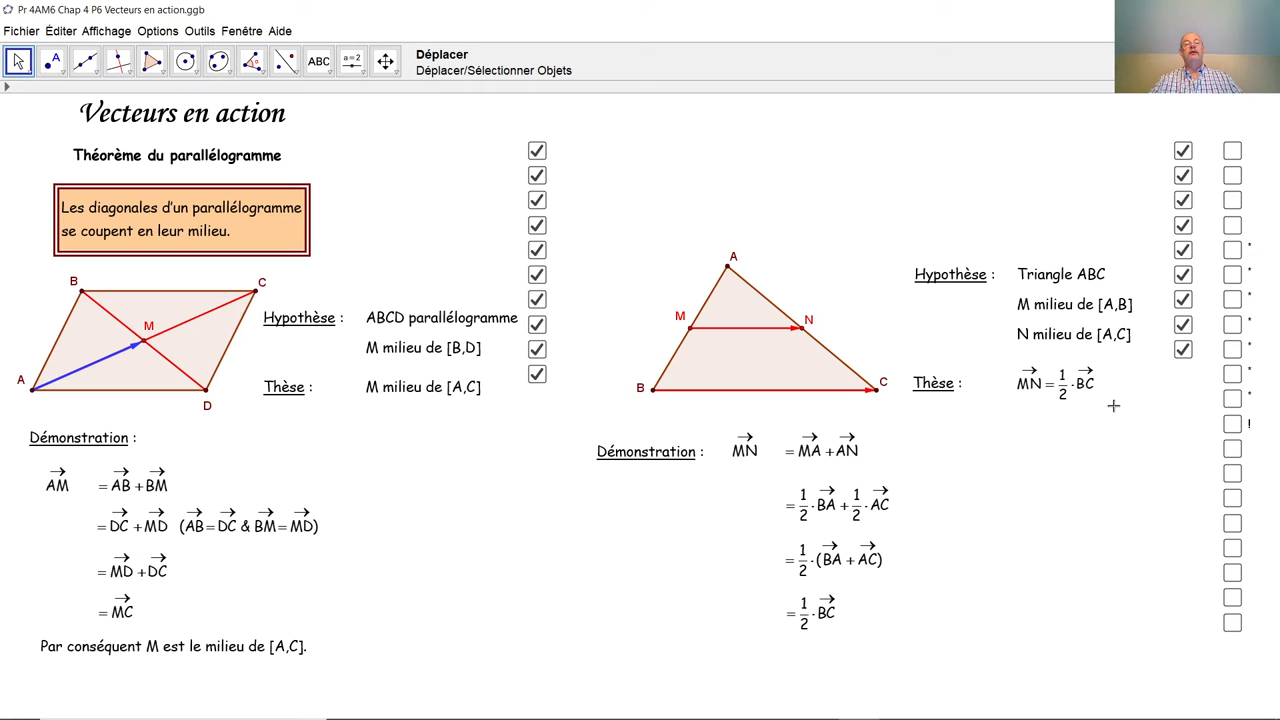 Pr 4AM6 Chap 4 P6 Vecteurs en action.ggb
Fichier Éditer Affichage Options Outils Fenêtre Aide
A
ABC
a=2
Déplacer
Déplacer/Sélectionner Objets
Vecteurs en action
Théorème du parallélogramme
Les diagonales d'un parallélogramme
se coupent en leur milieu.
B
C
M
A
D
Hypothèse : ABCD parallélogramme
M milieu de [B,D]
Thèse : M milieu de [A,C]
Démonstration :
AM = AB + BM
= DC + MD (AB = DC & BM = MD)
= MD + DC
= MC
Par conséquent M est le milieu de [A,C].
A
M
N
B
C
Hypothèse : Triangle ABC
M milieu de [A,B]
N milieu de [A,C]
Thèse : MN = 1/2 · BC
Démonstration : MN = MA + AN
= 1/2 · BA + 1/2 · AC
= 1/2 · (BA + AC)
= 1/2 · BC
*
*
*
*
*
*
*
!